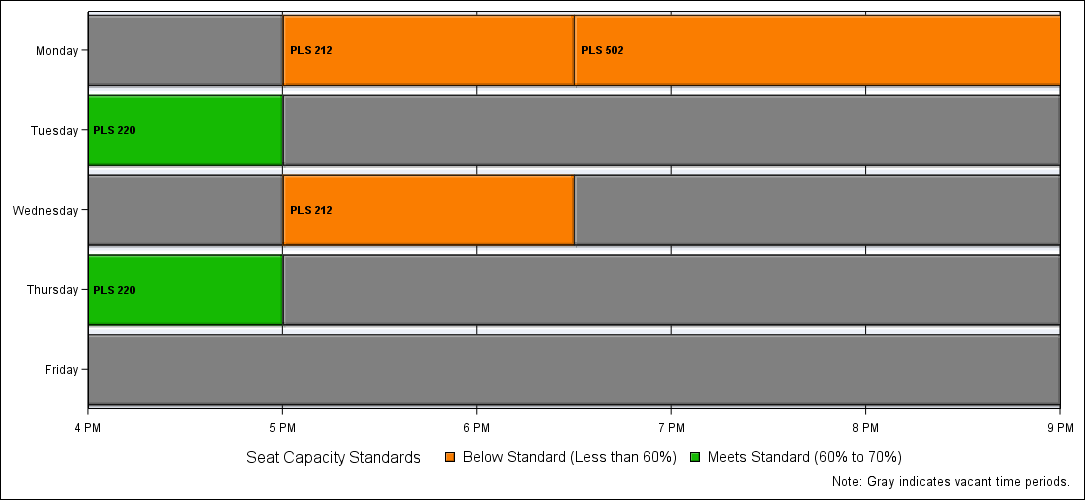 Monday
PLS 212
PLS 502
Tuesday
PLS 220
Wednesday
PLS 212
Thursday
PLS 220
Friday
4 PM
5 PM
6 PM
7 PM
8 PM
9 PM
Seat Capacity Standards
Below Standard (Less than 60%)
Meets Standard (60% to 70%)
Note: Gray indicates vacant time periods.